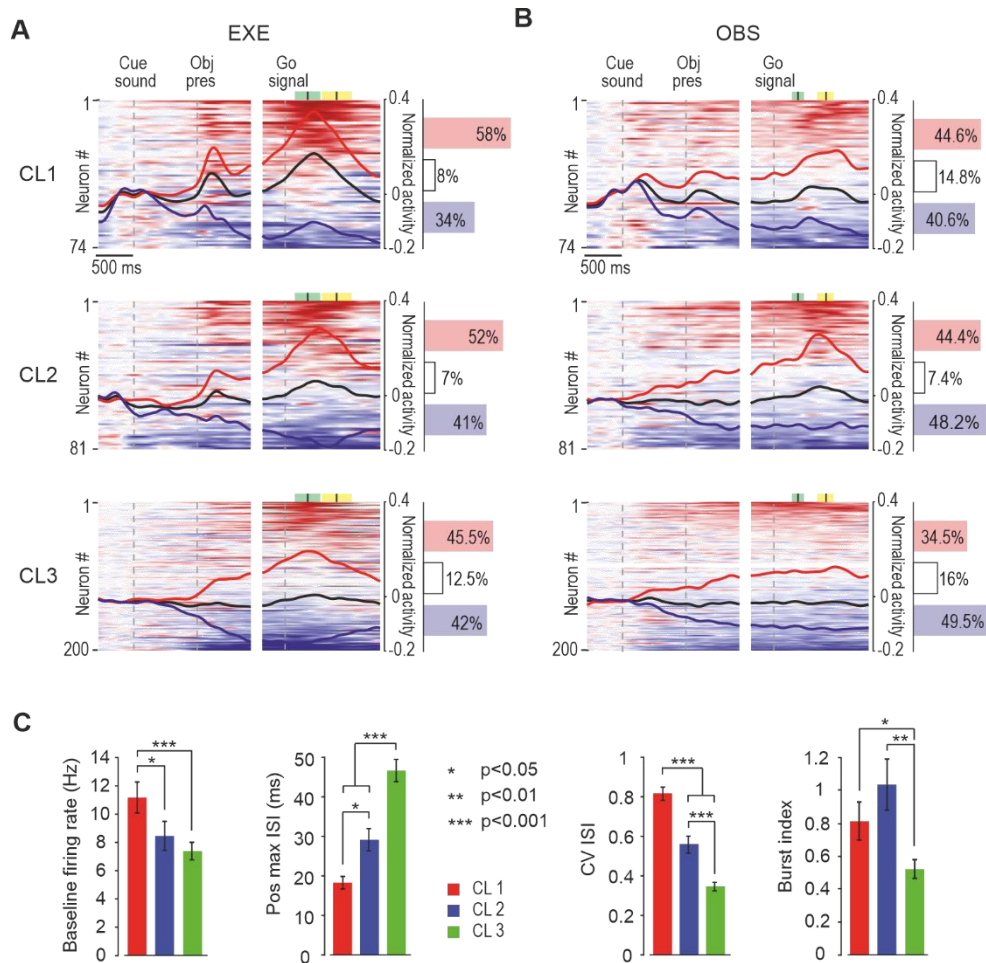 A
EXE
B
OBS
Cue sound
Obj pres
Go signal
Cue sound
Obj pres
Go signal
CL1
Neuron #
1
74
500 ms
0.4
0
-0.2
Normalized activity
58%
8%
34%
1
74
Neuron #
500 ms
0.4
0.0
-0.2
Normalized activity
44.6%
14.8%
40.6%
CL2
Neuron #
1
81
0.4
0
-0.2
Normalized activity
52%
7%
41%
Neuron #
1
81
0.4
0
-0.2
Normalized activity
44.4%
7.4%
48.2%
CL3
Neuron #
1
200
0.4
0
-0.2
Normalized activity
45.5%
12.5%
42%
Neuron #
1
200
0.4
0
-0.2
Normalized activity
34.5%
16%
49.5%
C
Baseline firing rate (Hz)
14
12
10
8
6
4
2
0
***
*
Pos max ISI (ms)
50
40
30
20
10
0
***
*
* p<0.05
** p<0.01
*** p<0.001
CL 1
CL 2
CL 3
CV ISI
1
0.8
0.6
0.4
0.2
0
***
***
Burst index
1.2
1
0.8
0.6
0.4
0.2
0
*
**